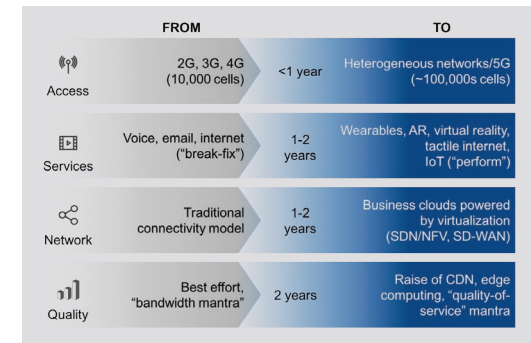 FROM
TO
Access
2G, 3G, 4G
(10,000 cells)
<1 year
Heterogeneous networks/5G
(~100,000s cells)
Services
Voice, email, internet
(“break-fix”)
1-2
years
Wearables, AR, virtual reality,
tactile internet,
IoT (“perform”)
Network
Traditional
connectivity model
1-2
years
Business clouds powered
by virtualization
(SDN/NFV, SD-WAN)
Quality
Best effort,
“bandwidth mantra”
2 years
Raise of CDN, edge
computing, “quality-of-
service” mantra